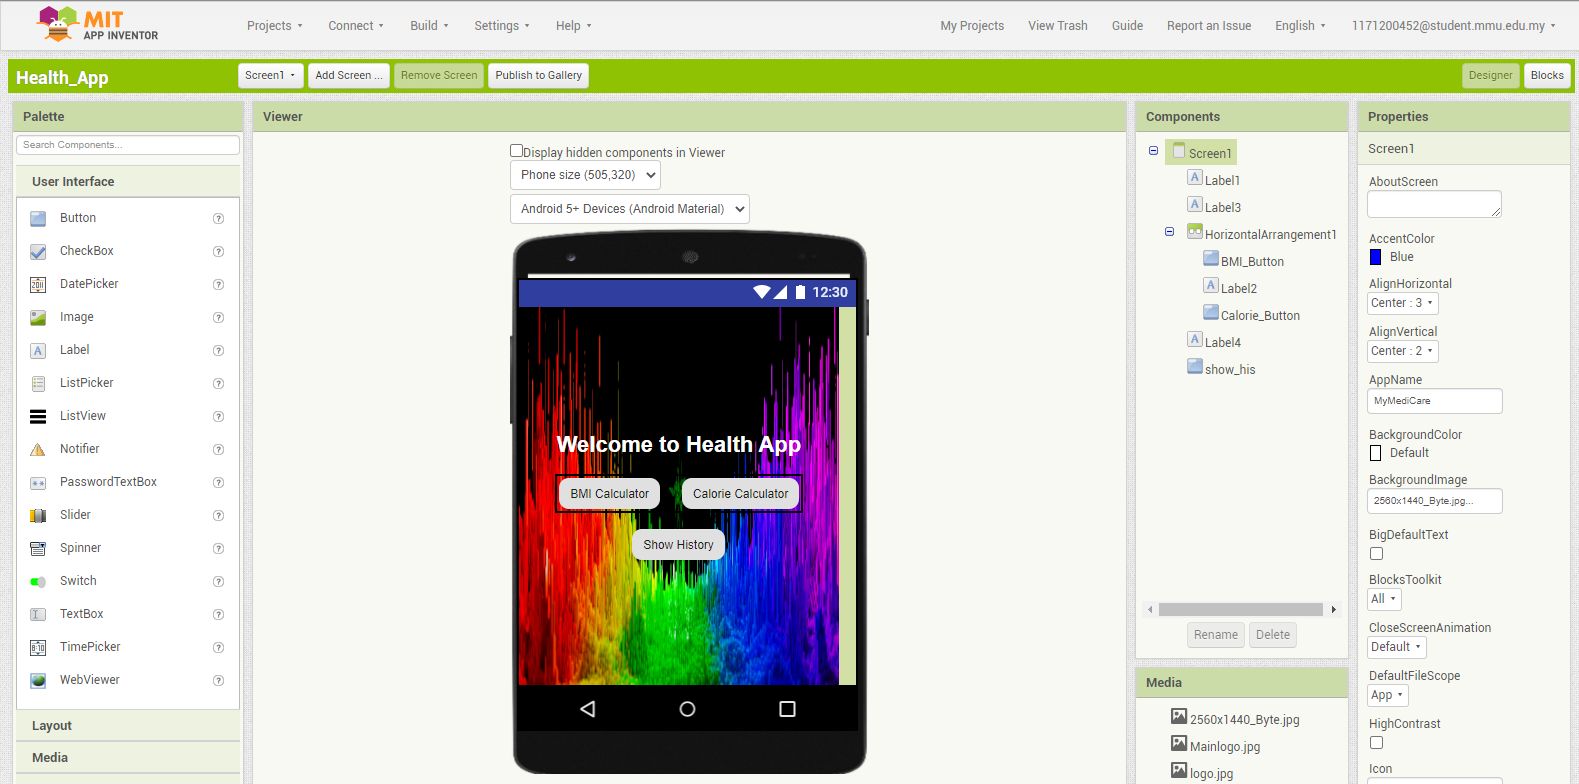 MIT
APP INVENTOR
Projects Connect Build Settings Help My Projects View Trash Guide Report an Issue English 1171200452@student.mmu.edu.my
Health_App Screen1 Add Screen ... Remove Screen Publish to Gallery Designer Blocks
Palette
Search Components...
User Interface
Button
CheckBox
DatePicker
Image
Label
ListPicker
ListView
Notifier
PasswordTextBox
Slider
Spinner
Switch
TextBox
TimePicker
WebViewer
Layout
Media
Viewer
Display hidden components in Viewer
Phone size (505,320)
Android 5+ Devices (Android Material)
12:30
Welcome to Health App
BMI Calculator Calorie Calculator
Show History
Components
Screen1
Label1
Label3
HorizontalArrangement1
BMI_Button
Label2
Calorie_Button
Label4
show_his
Rename Delete
Media
2560x1440_Byte.jpg
Mainlogo.jpg
logo.jpg
Properties
Screen1
AboutScreen
AccentColor
Blue
AlignHorizontal
Center : 3
AlignVertical
Center : 2
AppName
MyMediCare
BackgroundColor
Default
BackgroundImage
2560x1440_Byte.jpg...
BigDefaultText
BlocksToolkit
All
CloseScreenAnimation
Default
DefaultFileScope
App
HighContrast
Icon